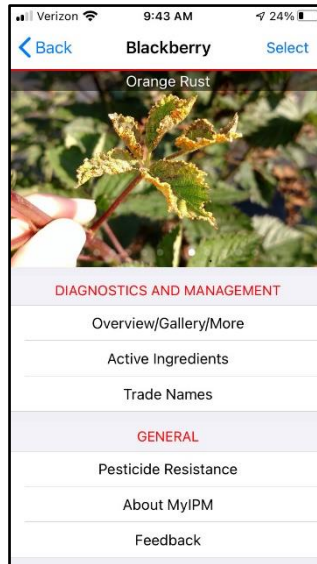 Verizon 9:43 AM 24%
Back Blackberry Select
Orange Rust
DIAGNOSTICS AND MANAGEMENT
Overview/Gallery/More
Active Ingredients
Trade Names
GENERAL
Pesticide Resistance
About MyIPM
Feedback